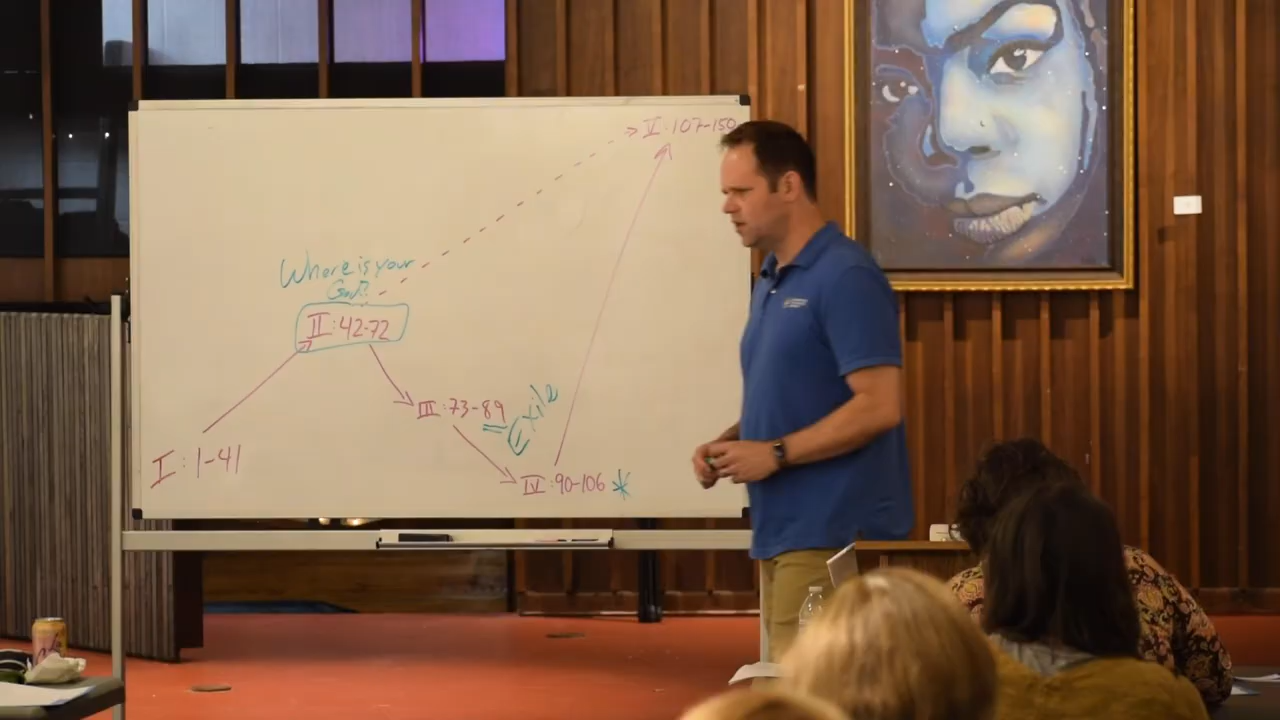 V: 107-150
Where is your
God?
II: 42-72
III: 73-89
Exile
I: 1-41
IV: 90-106 *